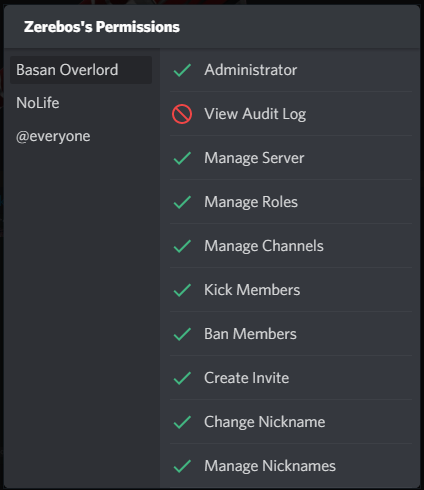 Zerebos's Permissions
Basan Overlord
NoLife
@everyone
Administrator
View Audit Log
Manage Server
Manage Roles
Manage Channels
Kick Members
Ban Members
Create Invite
Change Nickname
Manage Nicknames